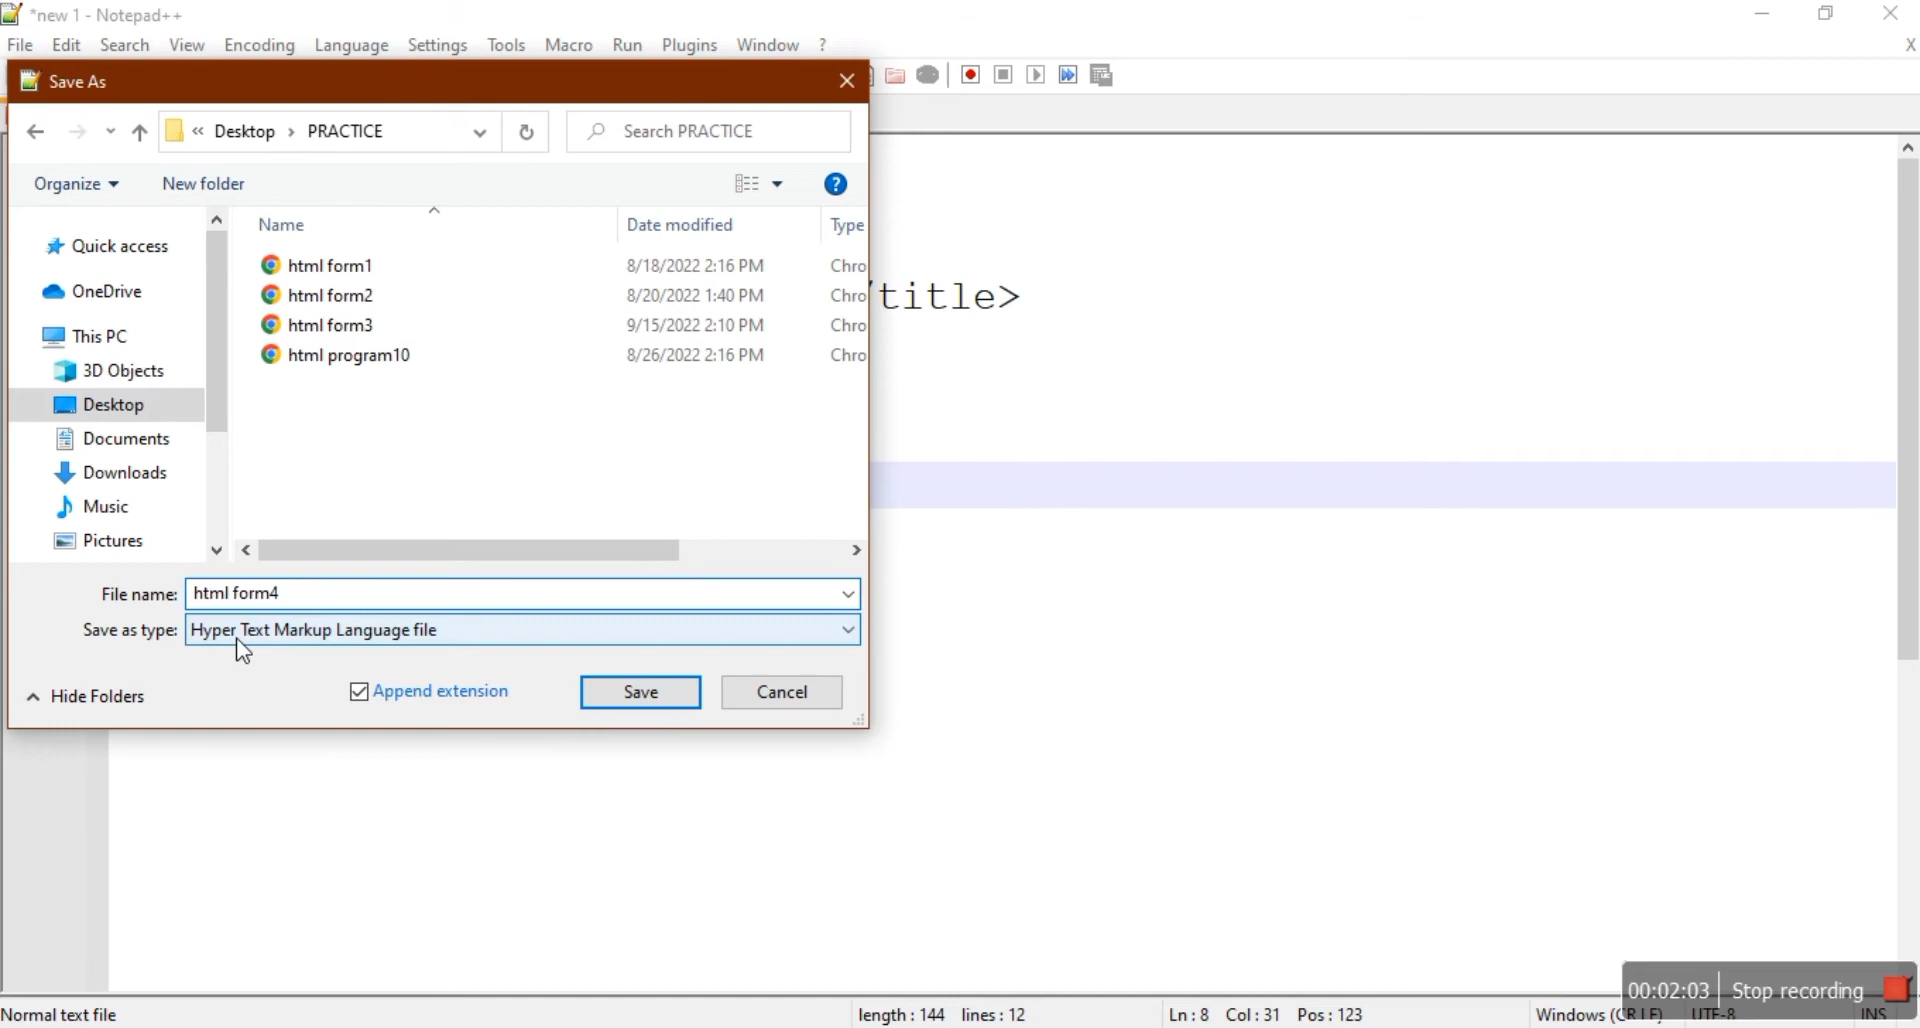 *new 1 - Notepad++
File Edit Search View Encoding Language Settings Tools Macro Run Plugins Window ?
X
Save As
« Desktop › PRACTICE
Search PRACTICE
Organize New folder
?
Name Date modified Type
Quick access
OneDrive
This PC
3D Objects
Desktop
Documents
Downloads
Music
Pictures
html form1 8/18/2022 2:16 PM Chro
html form2 8/20/2022 1:40 PM Chro
html form3 9/15/2022 2:10 PM Chro
html program10 8/26/2022 2:16 PM Chro
/title>
File name: html form4
Save as type: Hyper Text Markup Language file
Hide Folders
Append extension
Save
Cancel
00:02:03 Stop recording
Normal text file length : 144 lines : 12 Ln : 8 Col : 31 Pos : 123 Windows (CR LF) UTF-8 INS